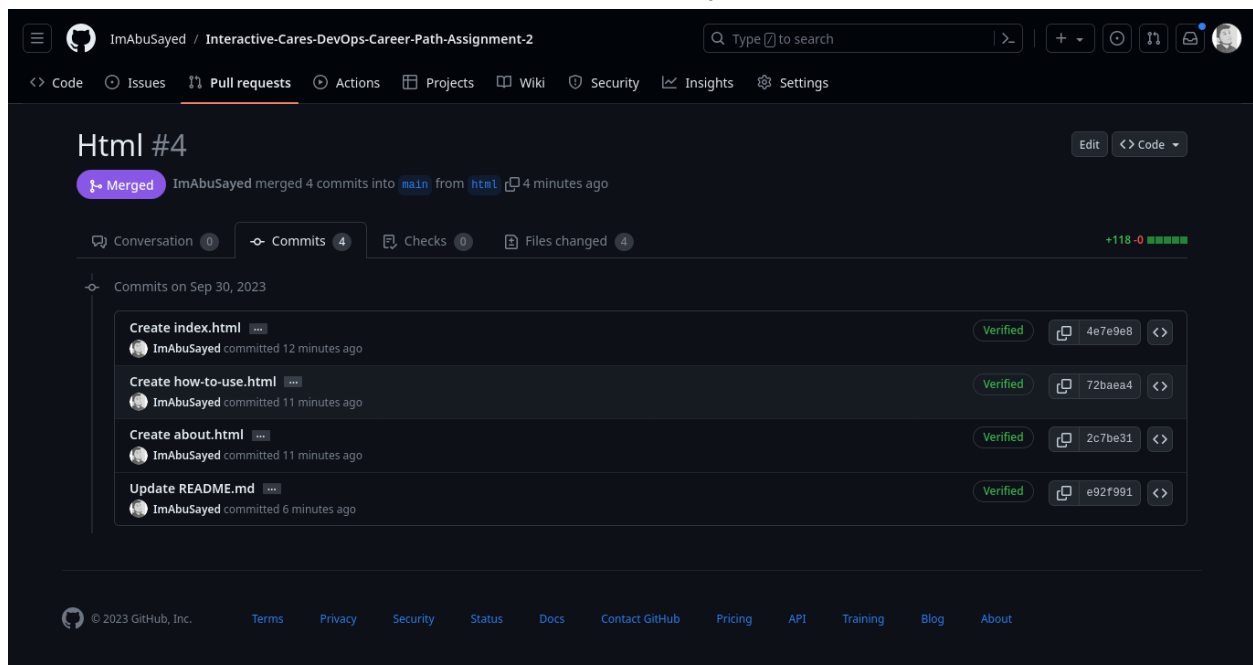 ImAbuSayed / Interactive-Cares-DevOps-Career-Path-Assignment-2 Type / to search
Code Issues Pull requests Actions Projects Wiki Security Insights Settings
Html #4 Edit Code
Merged ImAbuSayed merged 4 commits into main from html 4 minutes ago
Conversation 0 Commits 4 Checks 0 Files changed 4 +118 -0
Commits on Sep 30, 2023
Create index.html ... Verified 4e7e9e8
ImAbuSayed committed 12 minutes ago
Create how-to-use.html ... Verified 72baea4
ImAbuSayed committed 11 minutes ago
Create about.html ... Verified 2c7be31
ImAbuSayed committed 11 minutes ago
Update README.md ... Verified e92f991
ImAbuSayed committed 6 minutes ago
© 2023 GitHub, Inc. Terms Privacy Security Status Docs Contact GitHub Pricing API Training Blog About